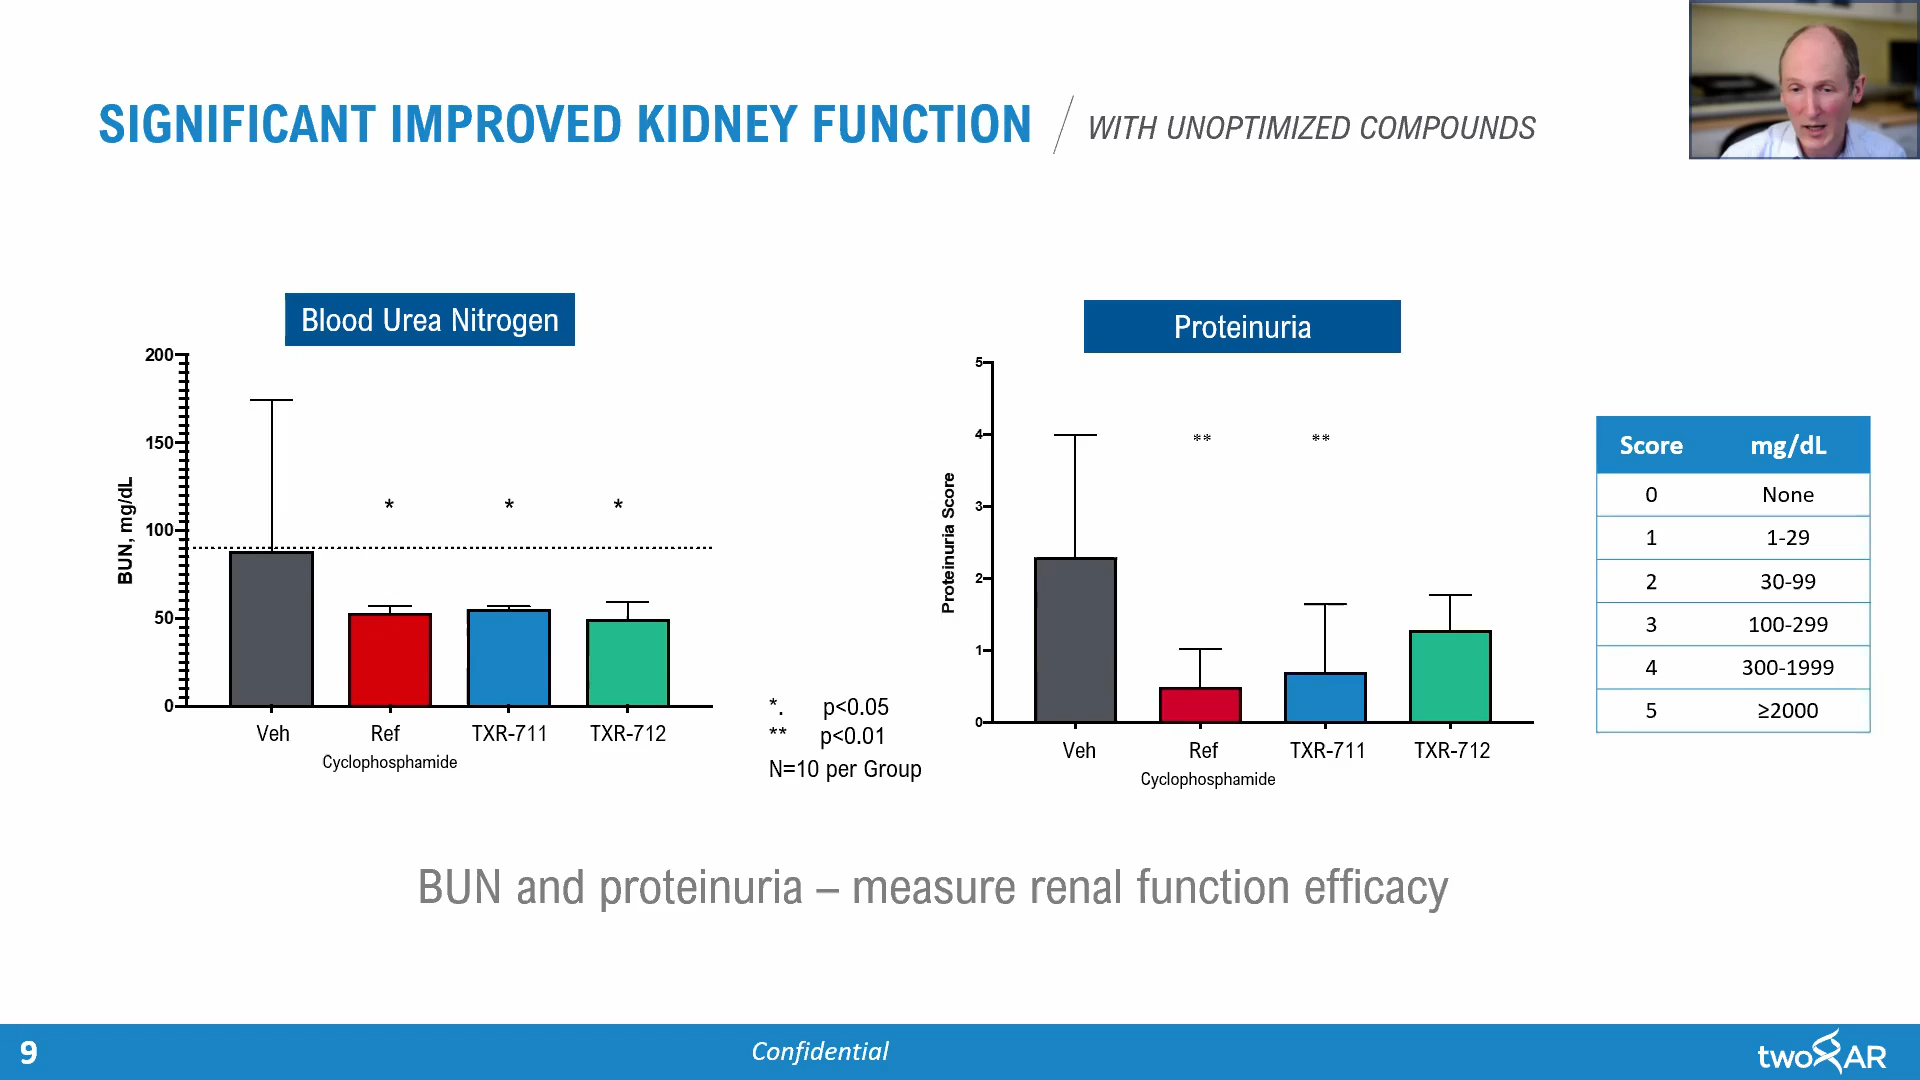 SIGNIFICANT IMPROVED KIDNEY FUNCTION / WITH UNOPTIMIZED COMPOUNDS
Blood Urea Nitrogen
200
150
100
50
0
BUN, mg/dL
* * *
Veh Ref TXR-711 TXR-712
Cyclophosphamide
*. p<0.05
** p<0.01
N=10 per Group
Proteinuria
5
4
3
2
1
0
Proteinuria Score
** **
Veh Ref TXR-711 TXR-712
Cyclophosphamide
Score mg/dL
0 None
1 1-29
2 30-99
3 100-299
4 300-1999
5 ≥2000
BUN and proteinuria – measure renal function efficacy
9 Confidential twoXAR